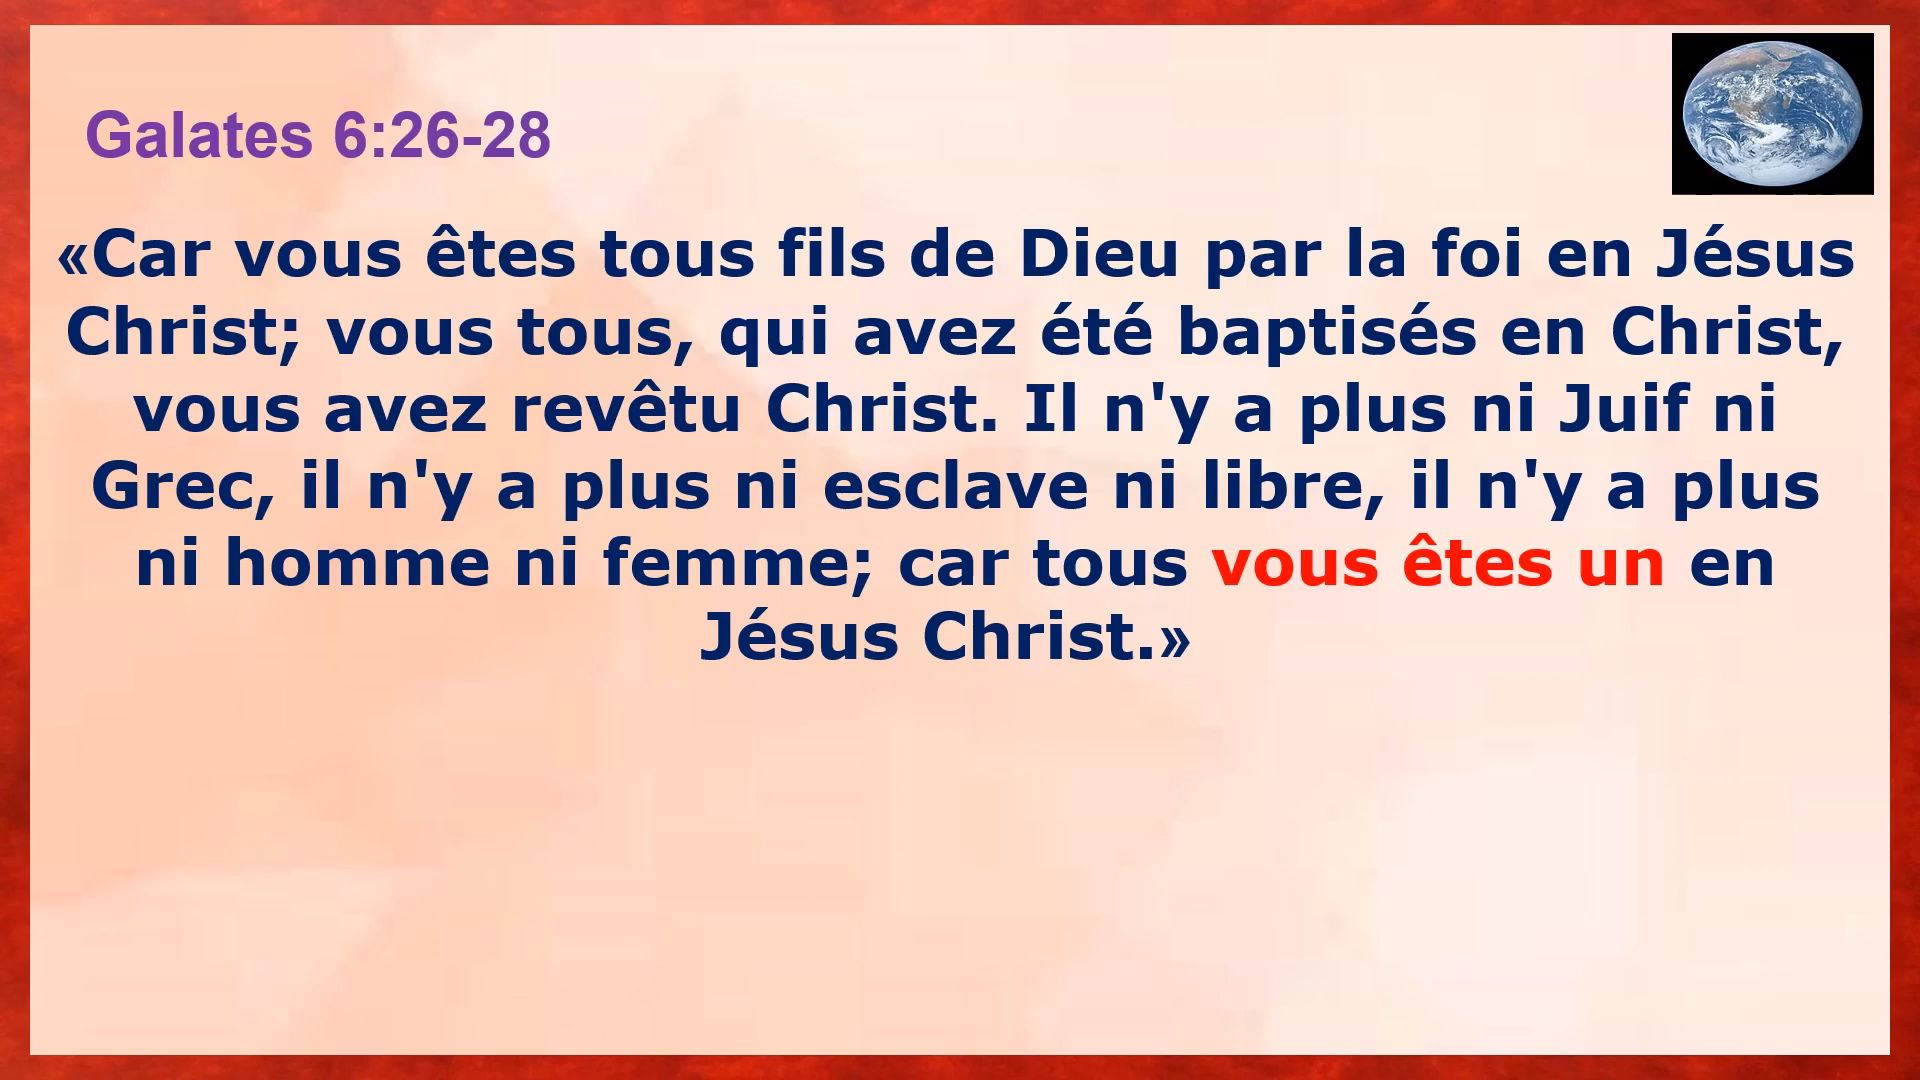 Galates 6:26-28
«Car vous êtes tous fils de Dieu par la foi en Jésus
Christ; vous tous, qui avez été baptisés en Christ,
vous avez revêtu Christ. Il n'y a plus ni Juif ni
Grec, il n'y a plus ni esclave ni libre, il n'y a plus
ni homme ni femme; car tous vous êtes un en
Jésus Christ.»